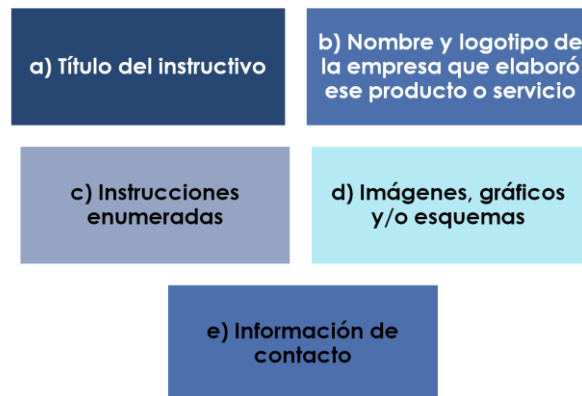 a) Título del instructivo
b) Nombre y logotipo de
la empresa que elaboró
ese producto o servicio
c) Instrucciones
enumeradas
d) Imágenes, gráficos
y/o esquemas
e) Información de
contacto